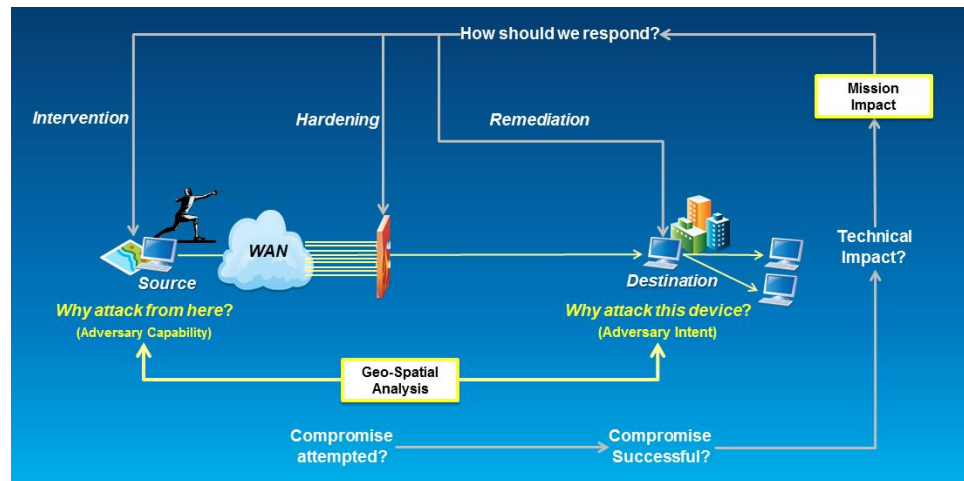 How should we respond?
Mission
Impact
Intervention
Hardening
Remediation
WAN
Technical
Impact?
Source
Destination
Why attack from here?
(Adversary Capability)
Why attack this device?
(Adversary Intent)
Geo-Spatial
Analysis
Compromise
attempted?
Compromise
Successful?